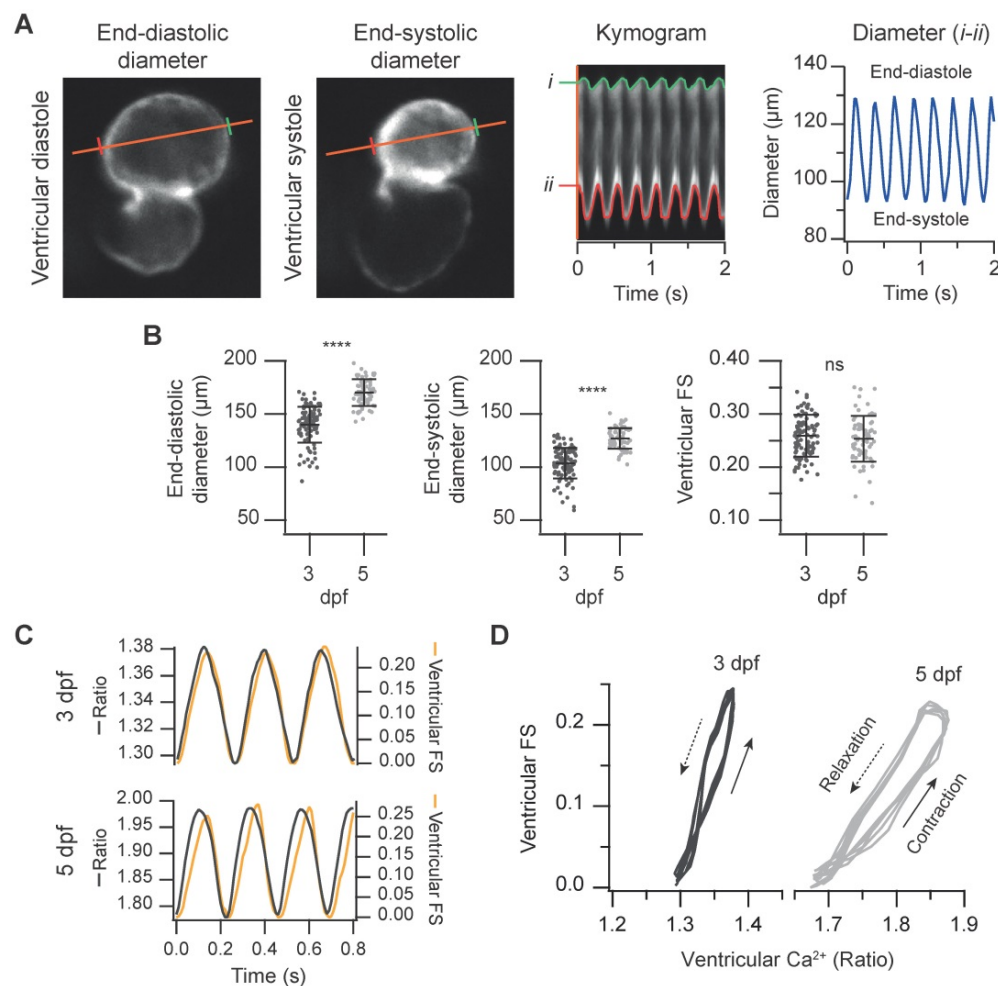 A
End-diastolic
diameter
End-systolic
diameter
Kymogram
Diameter (i-ii)
Ventricular diastole
Ventricular systole
i
ii
0 1 2
Time (s)
Diameter (µm)
140
120
100
80
End-diastole
End-systole
0 1 2
Time (s)
B
End-diastolic
diameter (µm)
200
150
100
50
****
3 5
dpf
End-systolic
diameter (µm)
200
150
100
50
****
3 5
dpf
Ventricluar FS
0.40
0.30
0.20
0.10
ns
3 5
dpf
C
3 dpf
Ratio
1.38
1.36
1.34
1.32
1.30
0.20
0.15
0.10
0.05
0.00
Ventricular FS
5 dpf
Ratio
2.00
1.95
1.90
1.85
1.80
0.25
0.20
0.15
0.10
0.05
0.00
Ventricular FS
0.0 0.2 0.4 0.6 0.8
Time (s)
D
3 dpf
5 dpf
Ventricular FS
0.2
0.1
0.0
Relaxation
Contraction
1.2 1.3 1.4 1.7 1.8 1.9
Ventricular Ca²⁺ (Ratio)